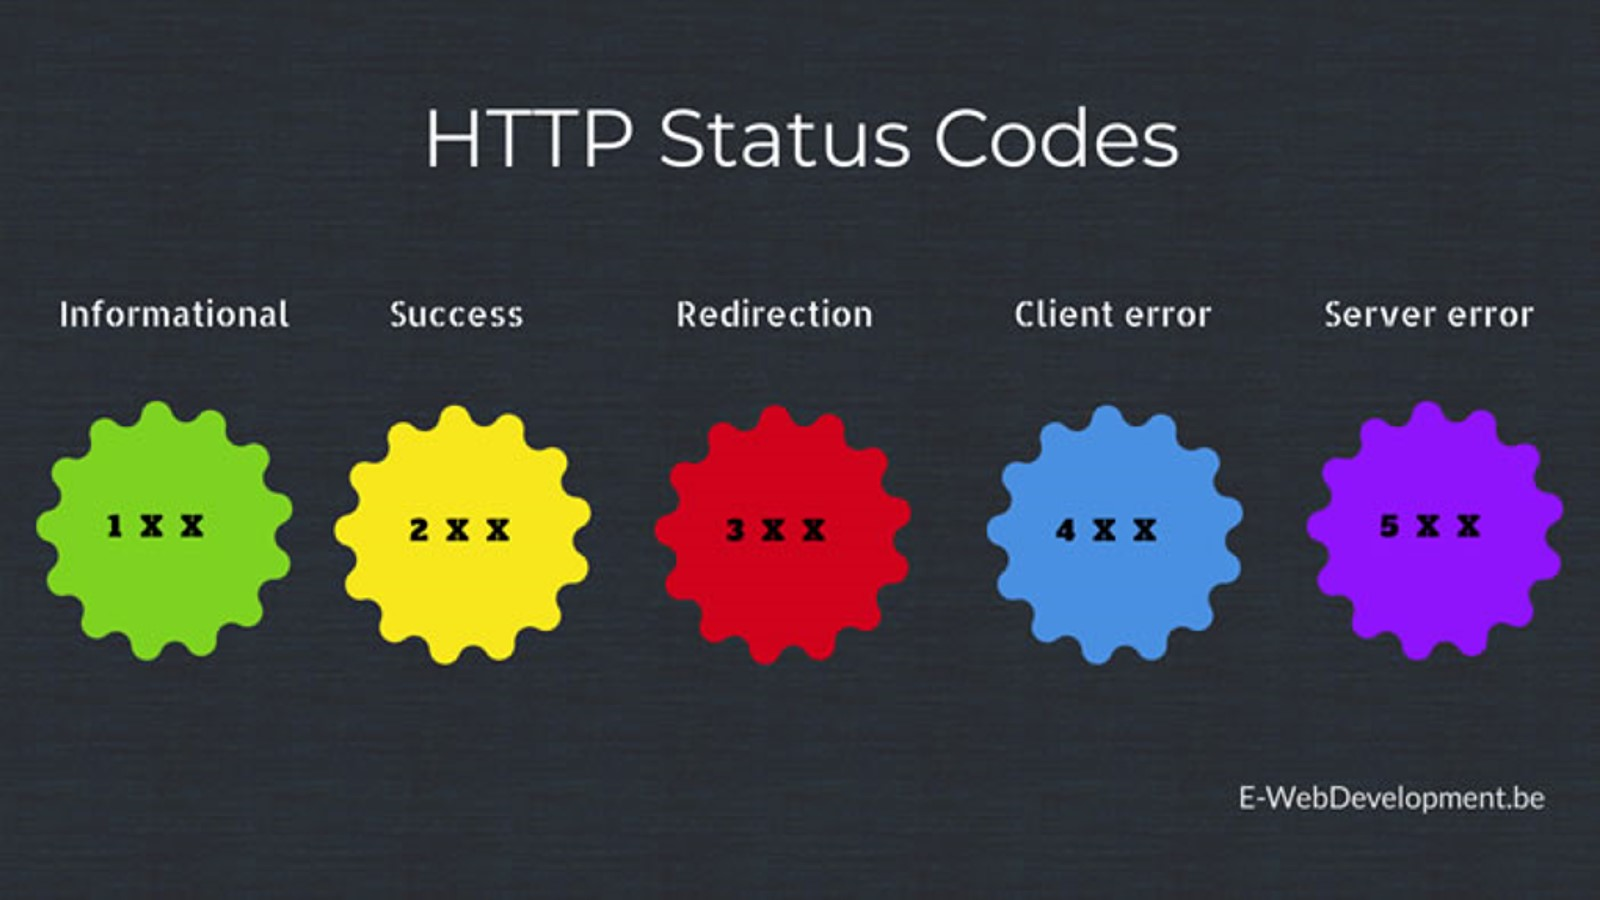 HTTP Status Codes
Informational
Success
Redirection
Client error
Server error
1 X X
2 X X
3 X X
4 X X
5 X X
E-WebDevelopment.be